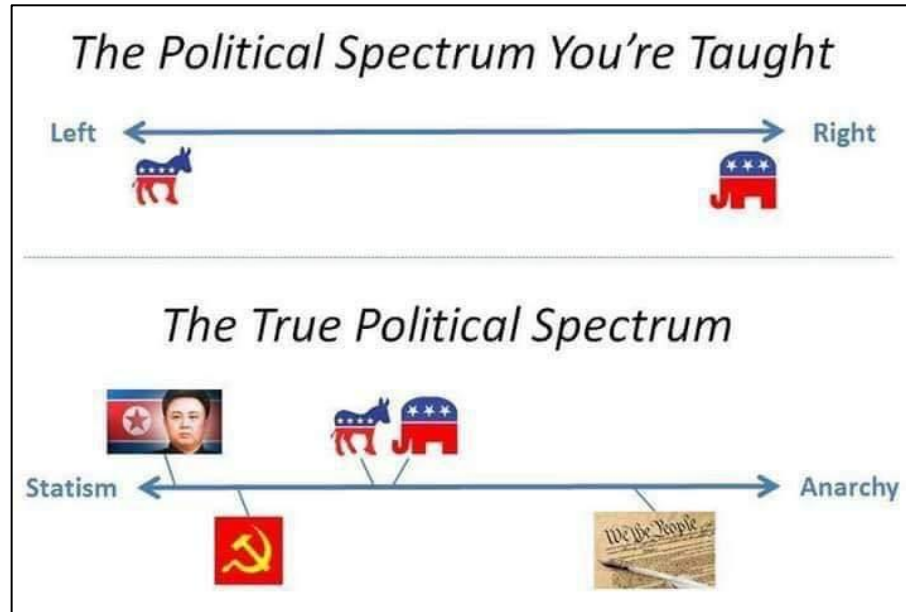 The Political Spectrum You're Taught
Left
Right
The True Political Spectrum
Statism
Anarchy
We the People